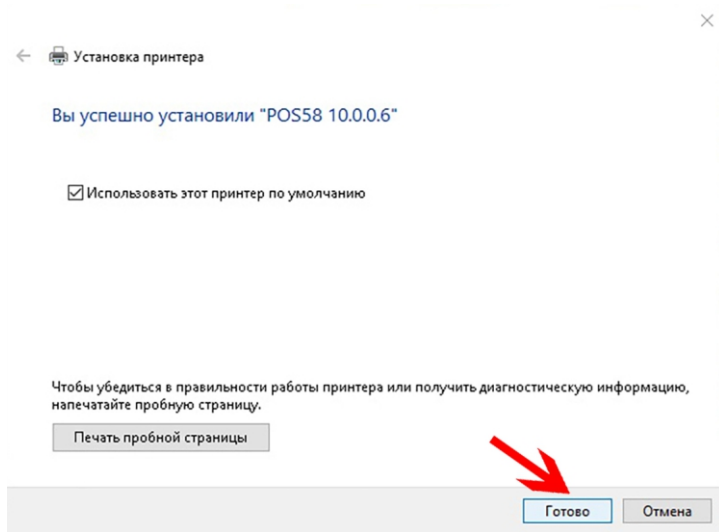 Установка принтера
Вы успешно установили "POS58 10.0.0.6"
Использовать этот принтер по умолчанию
Чтобы убедиться в правильности работы принтера или получить диагностическую информацию,
напечатайте пробную страницу.
Печать пробной страницы
Готово
Отмена